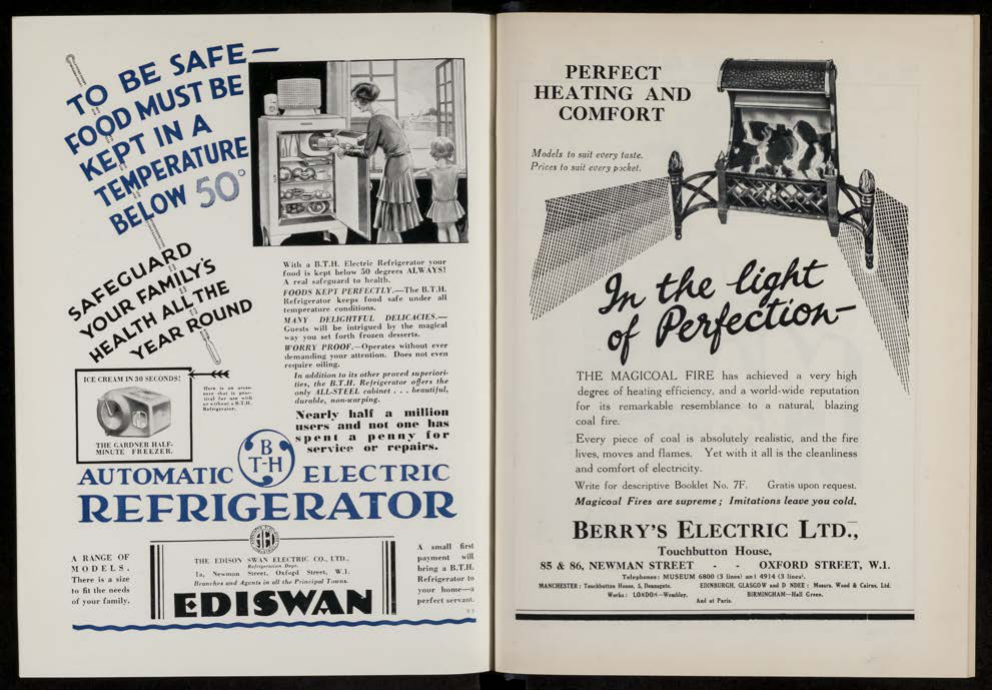 TO BE SAFE—
FOOD MUST BE
KEPT IN A
TEMPERATURE
BELOW 50°
SAFEGUARD
YOUR FAMILY'S
HEALTH ALL THE
YEAR ROUND
With a B.T.H. Electric Refrigerator your
food is kept below 50 degrees ALWAYS!
A real safeguard to health.
FOODS KEPT PERFECTLY.—The B.T.H.
Refrigerator keeps food safe under all
temperature conditions.
MANY DELIGHTFUL DELICACIES.—
Guests will be intrigued by the magical
way you set forth frozen desserts.
WORRY PROOF.—Operates without ever
demanding your attention. Does not even
require oiling.
In addition to its other proved superiori-
ties, the B.T.H. Refrigerator offers the
only ALL-STEEL cabinet . . . beautiful,
durable, non-warping.
Nearly half a million
users and not one has
spent a penny for
service or repairs.
ICE CREAM IN 30 SECONDS!
THE GARDNER HALF-
MINUTE FREEZER.
Here is an
that is
for use with
or without a B.T.H.
Refrigerator.
B
T-H
AUTOMATIC ELECTRIC
REFRIGERATOR
A RANGE OF
MODELS.
There is a size
to fit the needs
of your family.
THE EDISON SWAN ELECTRIC CO., LTD.,
Refrigeration Dept.
1a, Newman Street, Oxford Street, W.1.
Branches and Agents in all the Principal Towns.
EDISWAN
A small first
payment will
bring a B.T.H.
Refrigerator to
your home—a
perfect servant.
PERFECT
HEATING AND
COMFORT
Models to suit every taste.
Prices to suit every pocket.
In the light
of Perfection—
THE MAGICOAL FIRE has achieved a very high
degree of heating efficiency, and a world-wide reputation
for its remarkable resemblance to a natural, blazing
coal fire.
Every piece of coal is absolutely realistic, and the fire
lives, moves and flames. Yet with it all is the cleanliness
and comfort of electricity.
Write for descriptive Booklet No. 7F. Gratis upon request.
Magicoal Fires are supreme; Imitations leave you cold.
BERRY'S ELECTRIC LTD.,
Touchbutton House,
85 & 86, NEWMAN STREET - - OXFORD STREET, W.1.
Telephones: MUSEUM 6800 (3 lines) and 4914 (3 lines).
MANCHESTER: Touchbutton House, 5, Deansgate. EDINBURGH, GLASGOW and DUNDEE: Messrs. Wood & Cairns, Ltd.
Works: LONDON—Wembley. BIRMINGHAM—Hall Green.
And at Paris.